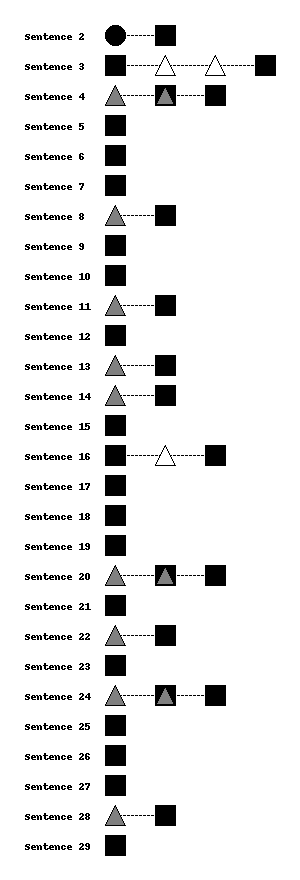 Sentence 2
Sentence 3
Sentence 4
Sentence 5
Sentence 6
Sentence 7
Sentence 8
Sentence 9
Sentence 10
Sentence 11
Sentence 12
Sentence 13
Sentence 14
Sentence 15
Sentence 16
Sentence 17
Sentence 18
Sentence 19
Sentence 20
Sentence 21
Sentence 22
Sentence 23
Sentence 24
Sentence 25
Sentence 26
Sentence 27
Sentence 28
Sentence 29